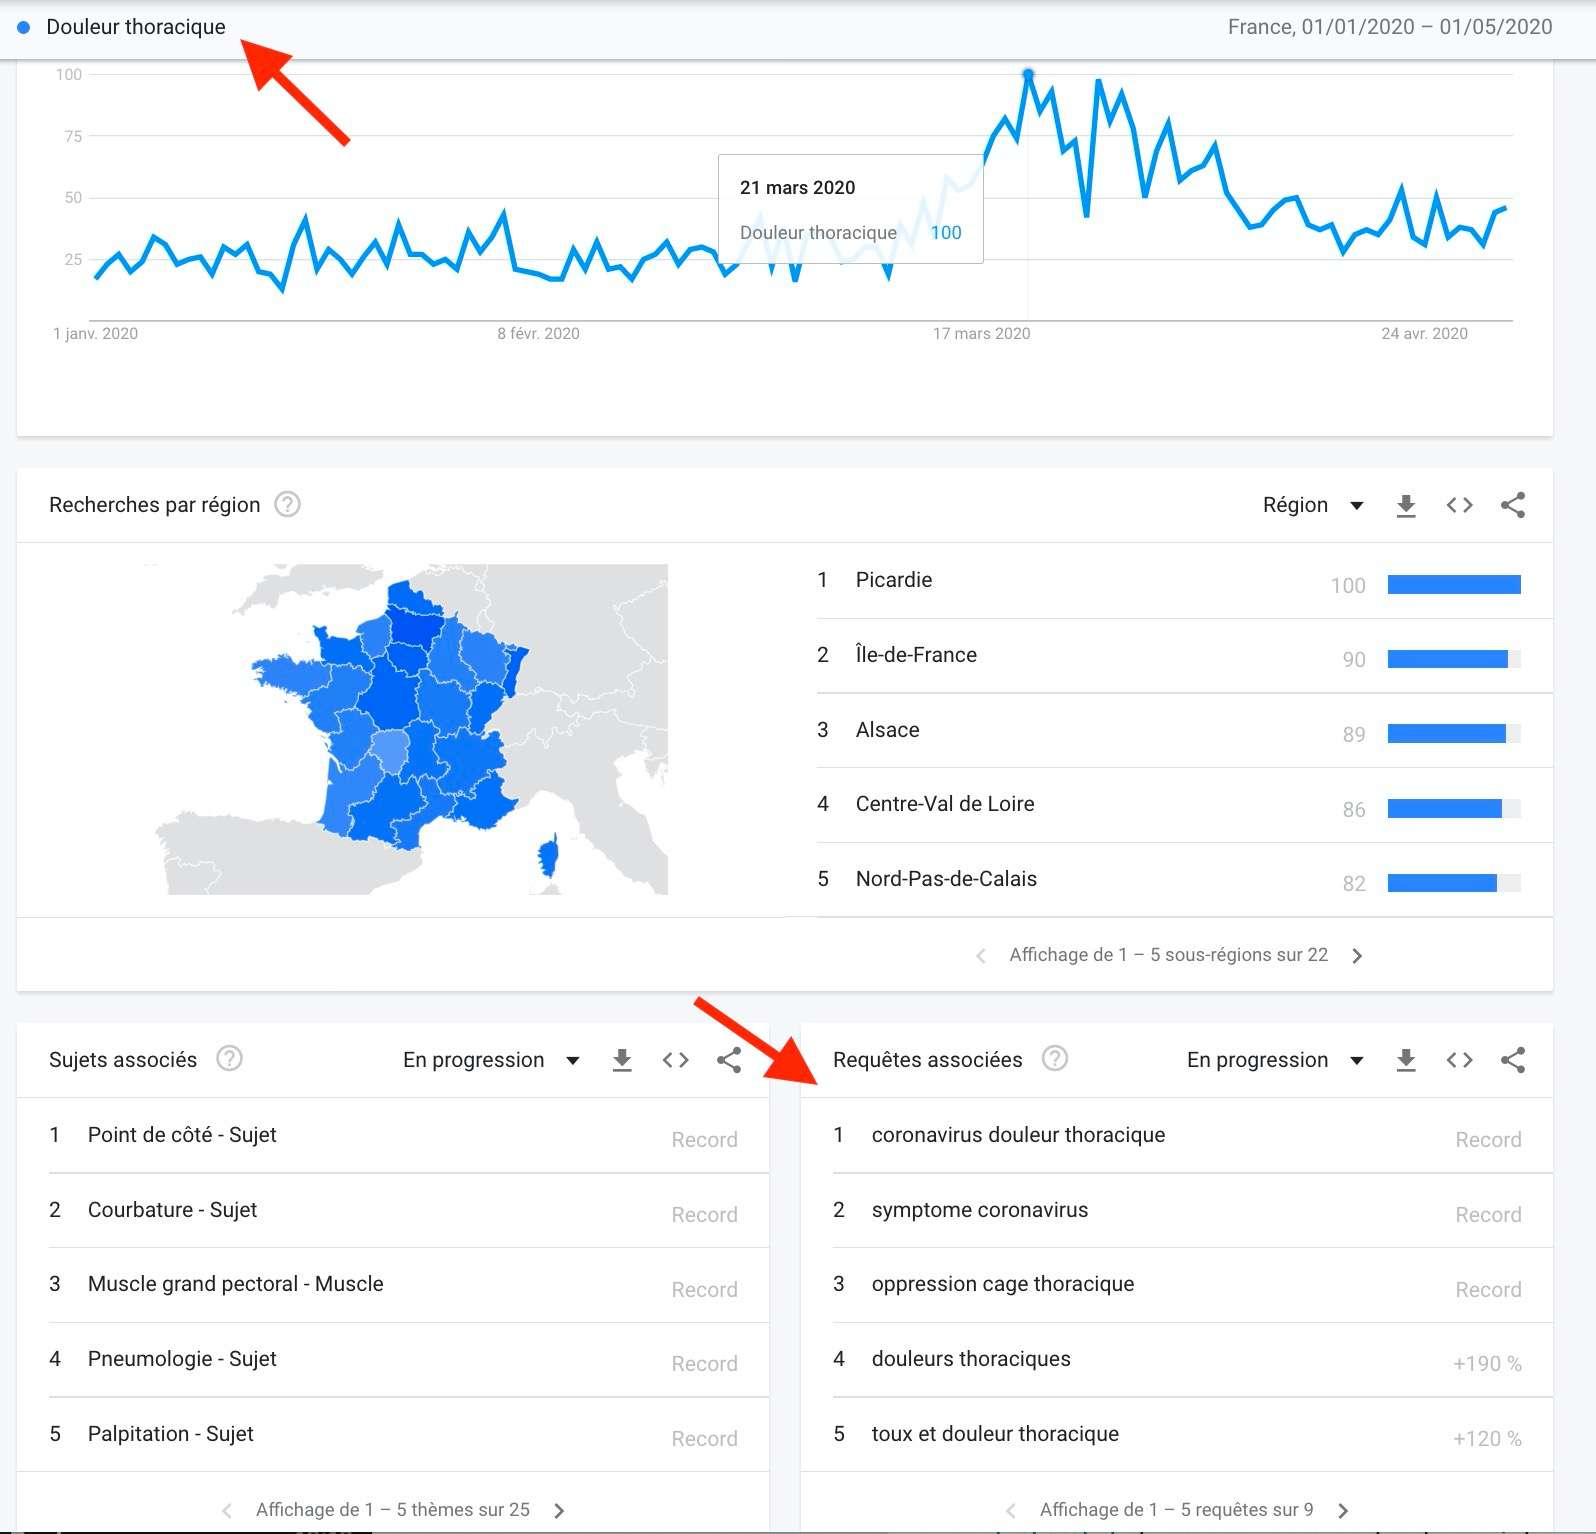 Douleur thoracique
France, 01/01/2020 – 01/05/2020
100
75
50
25
21 mars 2020
Douleur thoracique 100
1 janv. 2020
8 févr. 2020
17 mars 2020
24 avr. 2020
Recherches par région ?
Région
1 Picardie 100
2 Île-de-France 90
3 Alsace 89
4 Centre-Val de Loire 86
5 Nord-Pas-de-Calais 82
Affichage de 1 – 5 sous-régions sur 22
Sujets associés ?
En progression
1 Point de côté - Sujet Record
2 Courbature - Sujet Record
3 Muscle grand pectoral - Muscle Record
4 Pneumologie - Sujet Record
5 Palpitation - Sujet Record
Affichage de 1 – 5 thèmes sur 25
Requêtes associées ?
En progression
1 coronavirus douleur thoracique Record
2 symptome coronavirus Record
3 oppression cage thoracique Record
4 douleurs thoraciques +190 %
5 toux et douleur thoracique +120 %
Affichage de 1 – 5 requêtes sur 9